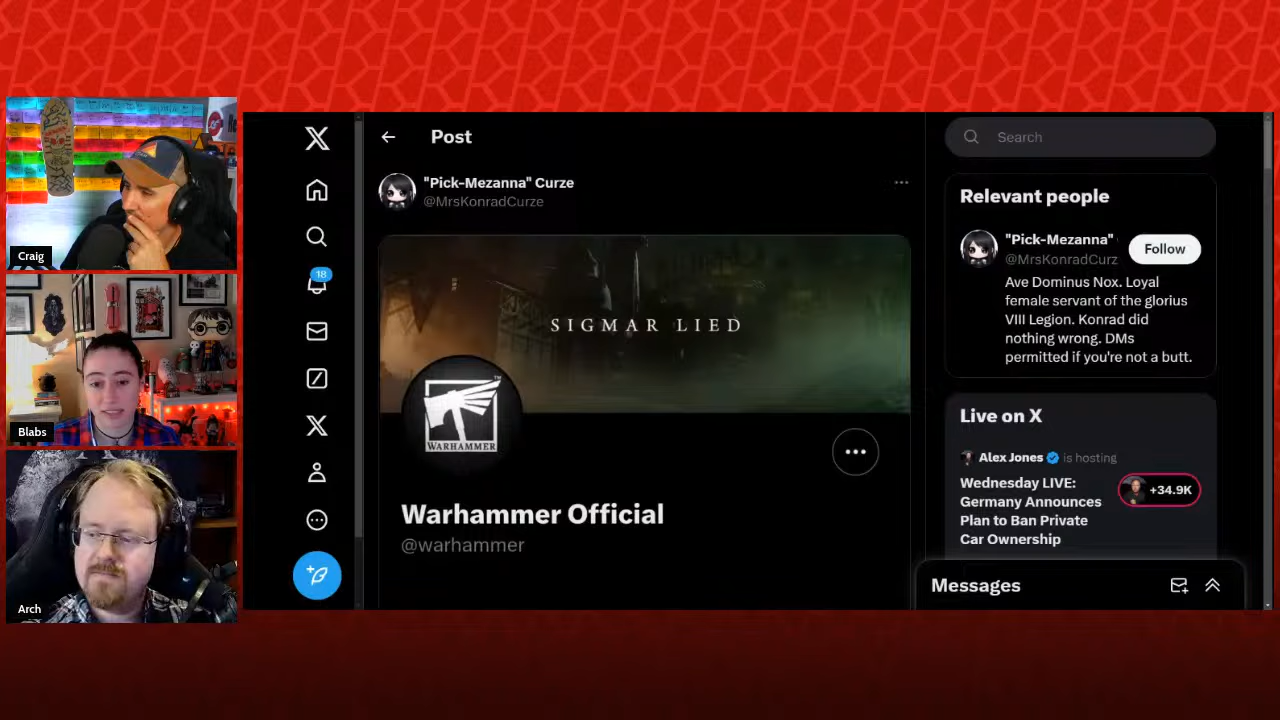 Craig
Blabs
Arch
Post
"Pick-Mezanna" Curze
@MrsKonradCurze
SIGMAR LIED
WARHAMMER
TM
Warhammer Official
@warhammer
18
Search
Relevant people
"Pick-Mezanna"
@MrsKonradCurz
Follow
Ave Dominus Nox. Loyal
female servant of the glorius
VIII Legion. Konrad did
nothing wrong. DMs
permitted if you're not a butt.
Live on X
Alex Jones is hosting
Wednesday LIVE:
Germany Announces
Plan to Ban Private
Car Ownership
+34.9K
Messages